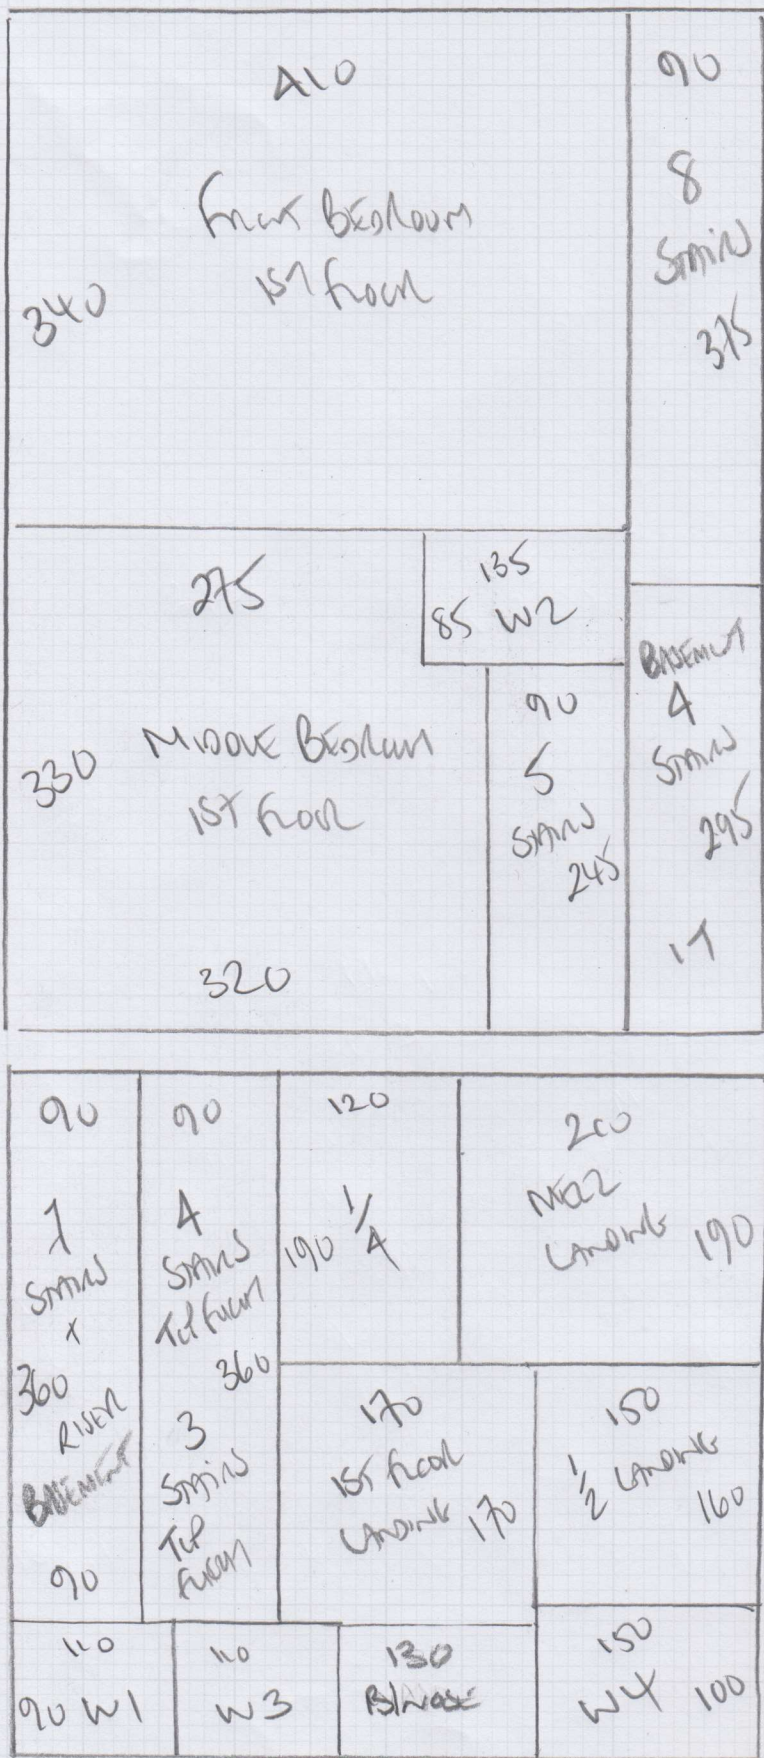 410
FRONT BEDROOM
1ST FLOOR
340
90
8
STAIRS
375
275
135
85 W2
MIDDLE BEDROOM
1ST FLOOR
330
320
90
5
STAIRS
245
BASEMENT
4
STAIRS
295
90
STAIRS
+
360
RISER
BASEMENT
90
90
4
STAIRS
TOP FLOOR
360
3
STAIRS
TOP
FLOOR
120
190 1/4
200
LANDING 190
170
1ST FLOOR
LANDING 170
150
1/2 LANDING
160
110
90 W1
110
W3
130
B/NOSE
150
W4 100